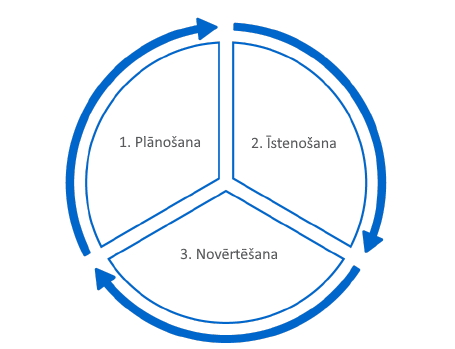 1. Plānošana
2. Īstenošana
3. Novērtēšana